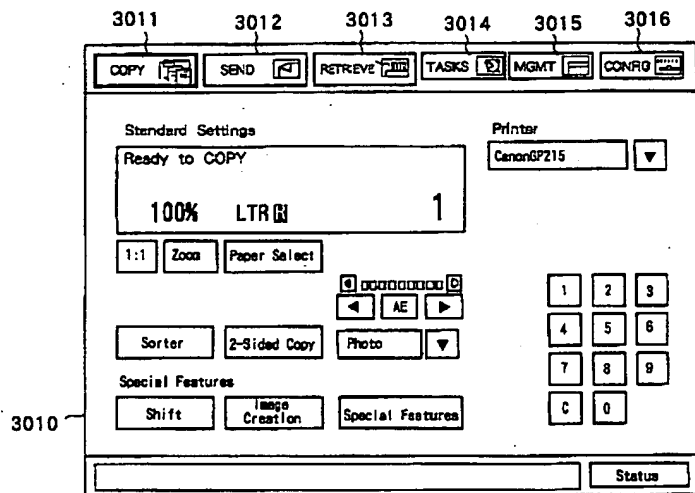 3011 3012 3013 3014 3015 3016
COPY SEND RETRIEVE TASKS MGMT CONFIG
Standard Settings Printer
Ready to COPY CanonGP215
100% LTR R 1
1:1 Zoom Paper Select
AE 1 2 3
Sorter 2-Sided Copy Photo 4 5 6
Special Features 7 8 9
3010 Shift Image Creation Special Features C 0
Status